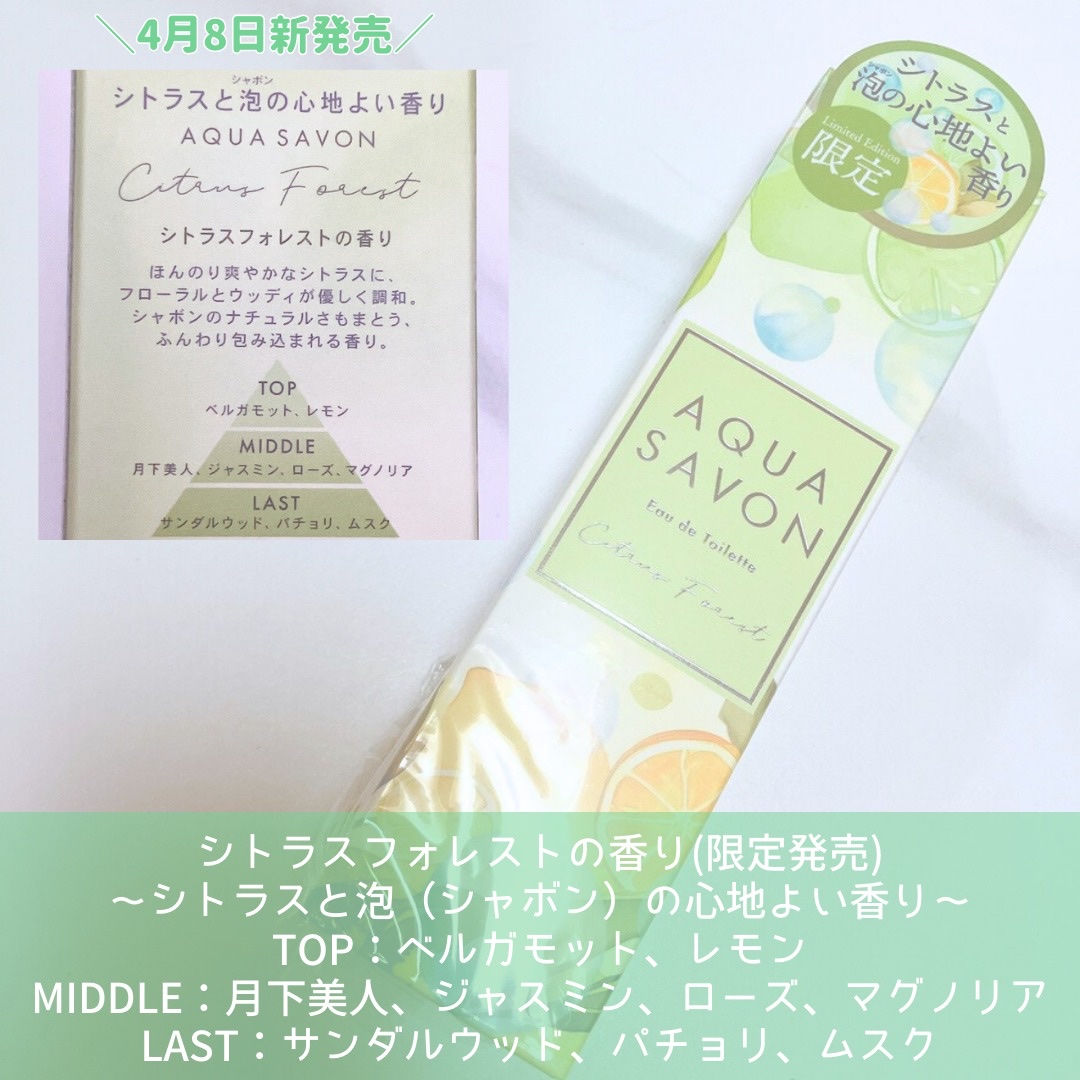 ＼4月8日新発売／
シャボン
シトラスと泡の心地よい香り
AQUA SAVON
Citrus Forest
シトラスフォレストの香り
ほんのり爽やかなシトラスに、
フローラルとウッディが優しく調和。
シャボンのナチュラルさもまとう、
ふんわり包み込まれる香り。
TOP
ベルガモット、レモン
MIDDLE
月下美人、ジャスミン、ローズ、マグノリア
LAST
サンダルウッド、パチョリ、ムスク
シトラスと
シャボン
泡の心地よい
香り
Limited Edition
限定
AQUA
SAVON
Eau de Toilette
Citrus Forest
シトラスフォレストの香り(限定発売)
～シトラスと泡（シャボン）の心地よい香り～
TOP：ベルガモット、レモン
MIDDLE：月下美人、ジャスミン、ローズ、マグノリア
LAST：サンダルウッド、パチョリ、ムスク